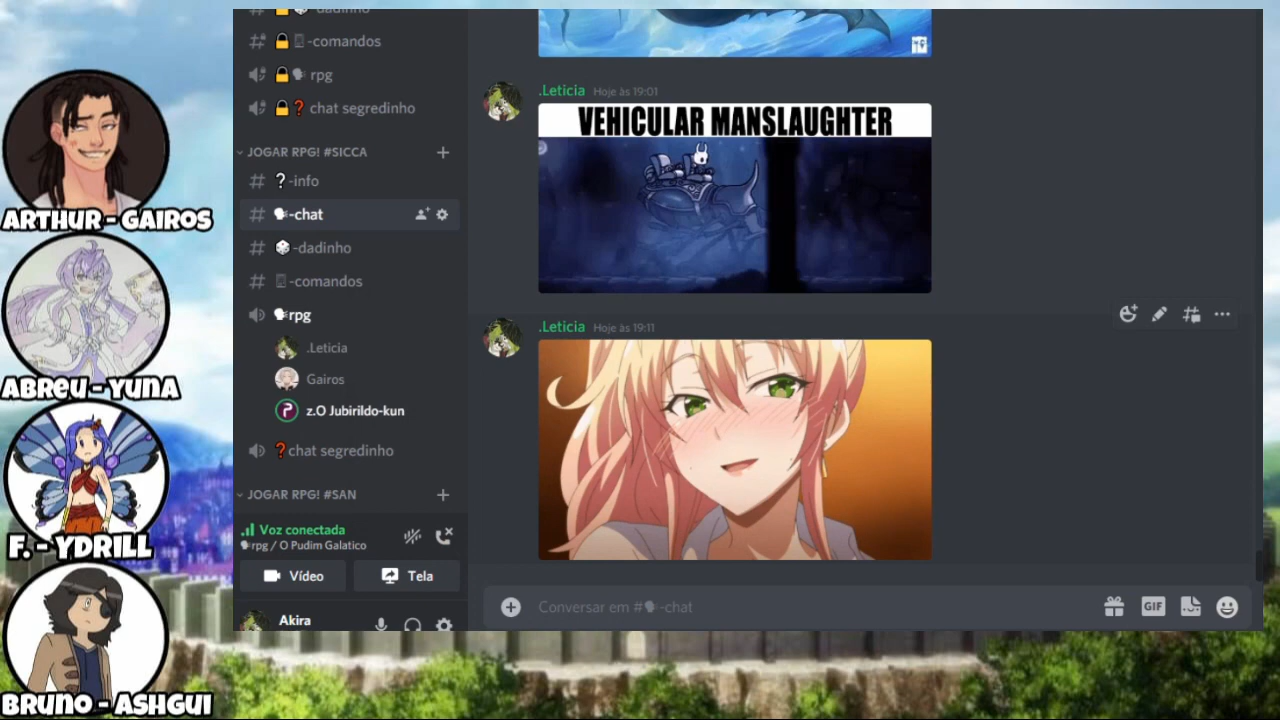 ARTHUR - GAIROS
ABREU - YUNA
F. - YDRILL
BRUNO - ASHGUI
-dadinho
-comandos
rpg
chat segredinho
JOGAR RPG! #SICCA
-info
-chat
-dadinho
-comandos
rpg
.Leticia
Gairos
z.O Jubirildo-kun
chat segredinho
JOGAR RPG! #SAN
Voz conectada
rpg / O Pudim Galatico
Vídeo
Tela
Akira
.Leticia Hoje às 19:01
VEHICULAR MANSLAUGHTER
.Leticia Hoje às 19:11
Conversar em #🗣-chat
GIF